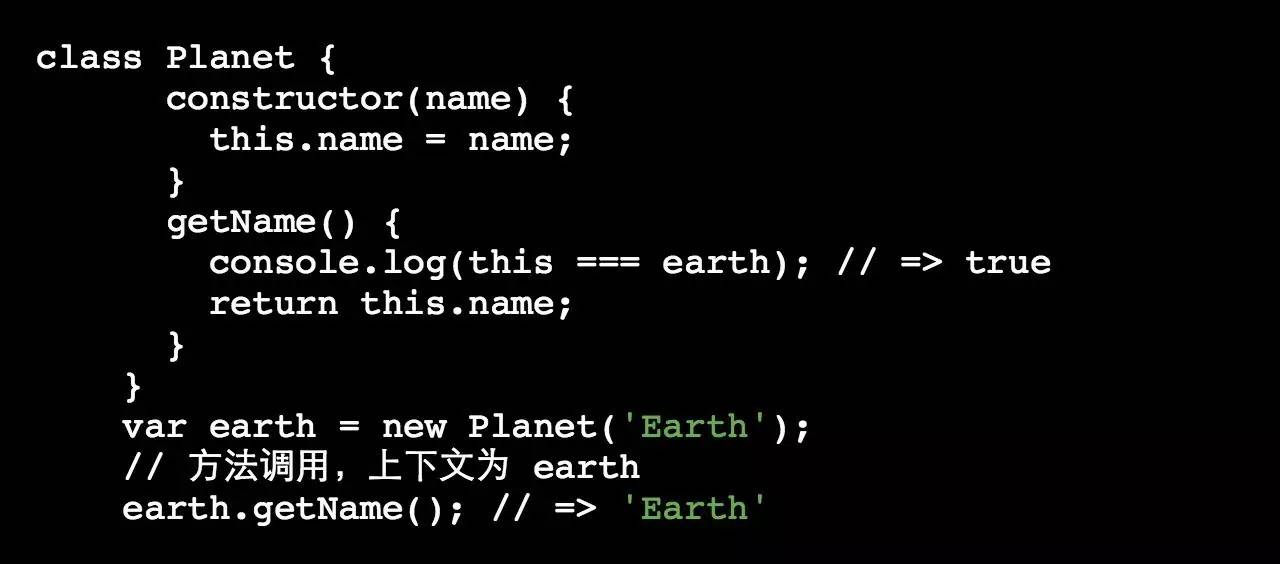 class Planet {
constructor(name) {
this.name = name;
}
getName() {
console.log(this === earth); // => true
return this.name;
}
}
var earth = new Planet('Earth');
// 方法调用，上下文为 earth
earth.getName(); // => 'Earth'